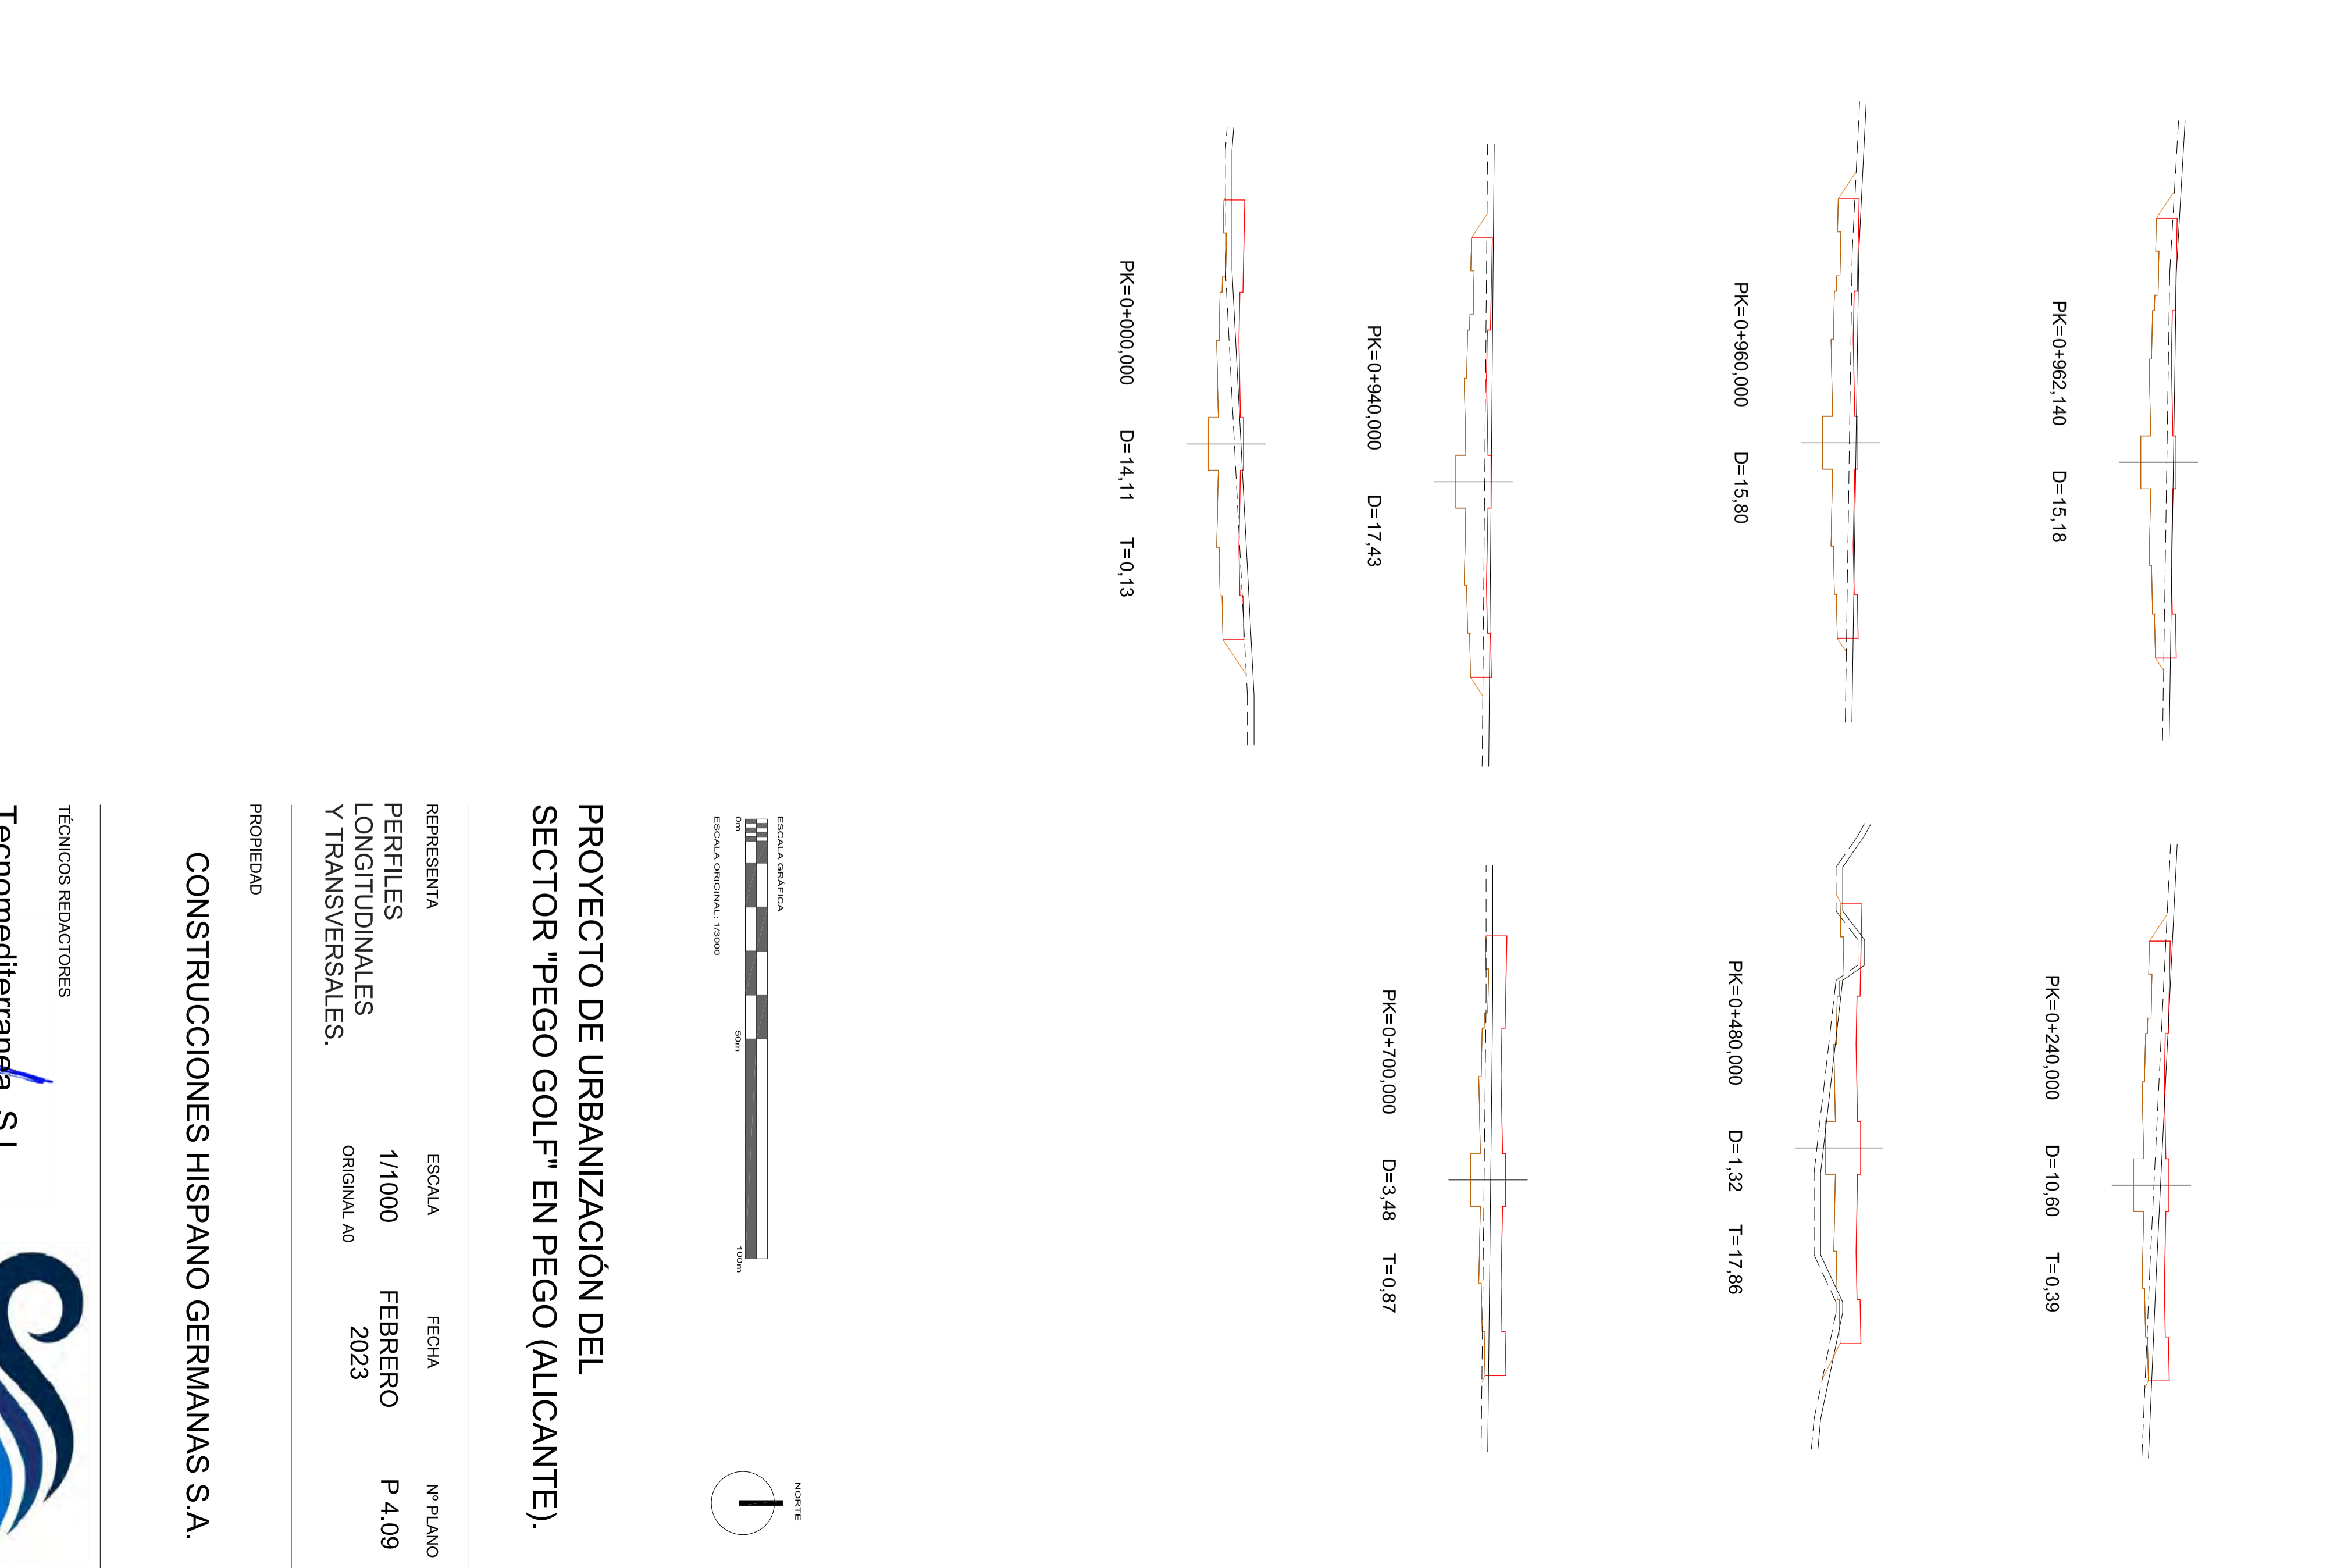 PK=0+962,140 D=15,18
PK=0+240,000 D=10,60 T=0,39
PK=0+960,000 D=15,80
PK=0+480,000 D=1,32 T=17,86
PK=0+940,000 D=17,43
PK=0+700,000 D=3,48 T=0,87
PK=0+000,000 D=14,11 T=0,13
NORTE
ESCALA GRÁFICA
0m 50m 100m
ESCALA ORIGINAL: 1/3000
PROYECTO DE URBANIZACIÓN DEL
SECTOR "PEGO GOLF" EN PEGO (ALICANTE).
REPRESENTA ESCALA FECHA Nº PLANO
PERFILES 1/1000 FEBRERO P 4.09
LONGITUDINALES ORIGINAL A0 2023
Y TRANSVERSALES.
PROPIEDAD
CONSTRUCCIONES HISPANO GERMANAS S.A.
TÉCNICOS REDACTORES
Tecnomediterranea S.L